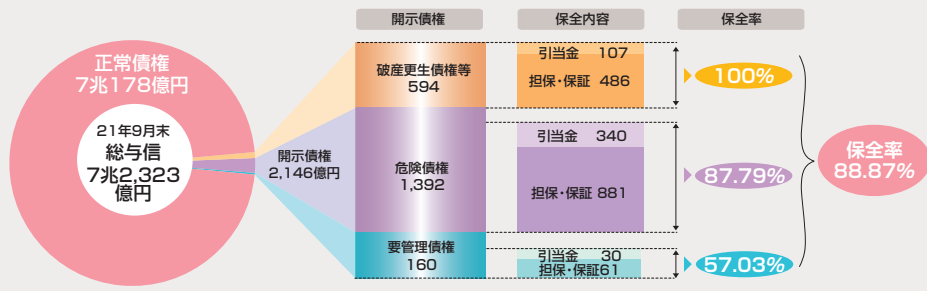 開示債権
保全内容
保全率
正常債権
7兆178億円
21年9月末
総与信
7兆2,323
億円
開示債権
2,146億円
破産更生債権等
594
危険債権
1,392
要管理債権
160
引当金 107
担保・保証 486
引当金 340
担保・保証 881
引当金 30
担保・保証61
100%
87.79%
57.03%
保全率
88.87%